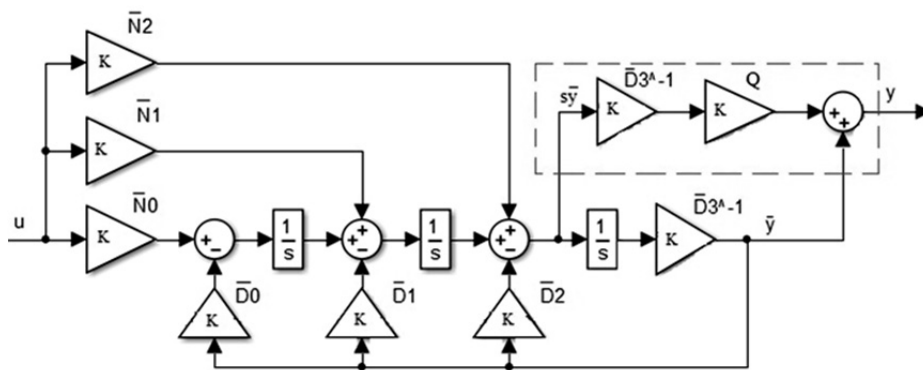 N̄2
K
N̄1
K
D̄3^-1
Q
sȳ
K
K
+
+
y
u
N̄0
K
+
−
1
s
+
+
−
1
s
+
+
−
1
s
D̄3^-1
K
ȳ
D̄0
K
D̄1
K
D̄2
K